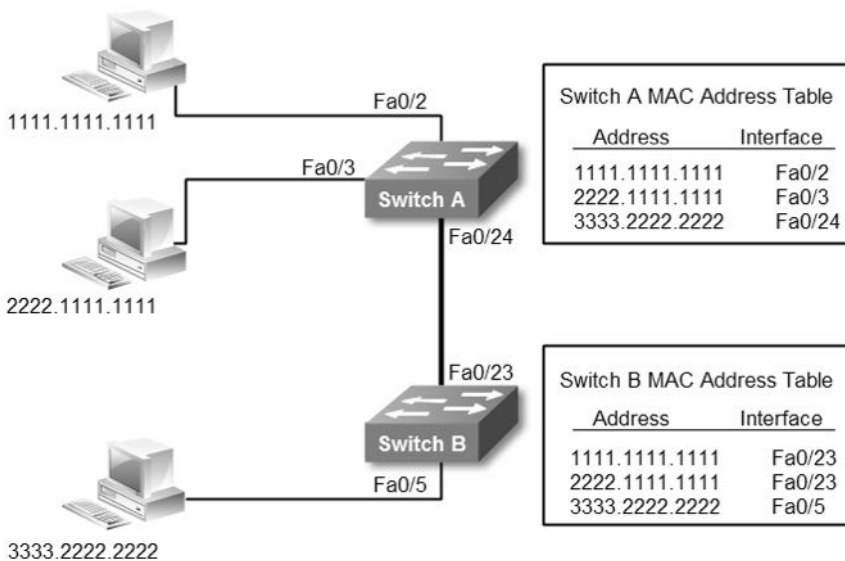 1111.1111.1111
Fa0/2
Fa0/3
Switch A
Fa0/24
2222.1111.1111
Fa0/23
Switch B
Fa0/5
3333.2222.2222
Switch A MAC Address Table
Address Interface
1111.1111.1111 Fa0/2
2222.1111.1111 Fa0/3
3333.2222.2222 Fa0/24
Switch B MAC Address Table
Address Interface
1111.1111.1111 Fa0/23
2222.1111.1111 Fa0/23
3333.2222.2222 Fa0/5